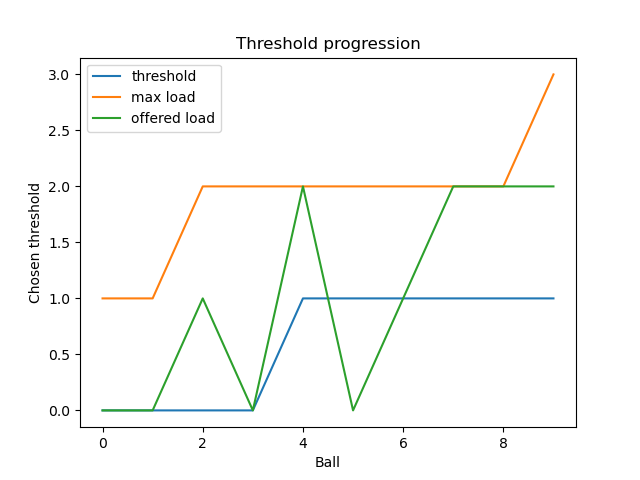 Threshold progression
threshold
max load
offered load
Chosen threshold
3.0
2.5
2.0
1.5
1.0
0.5
0.0
0 2 4 6 8
Ball